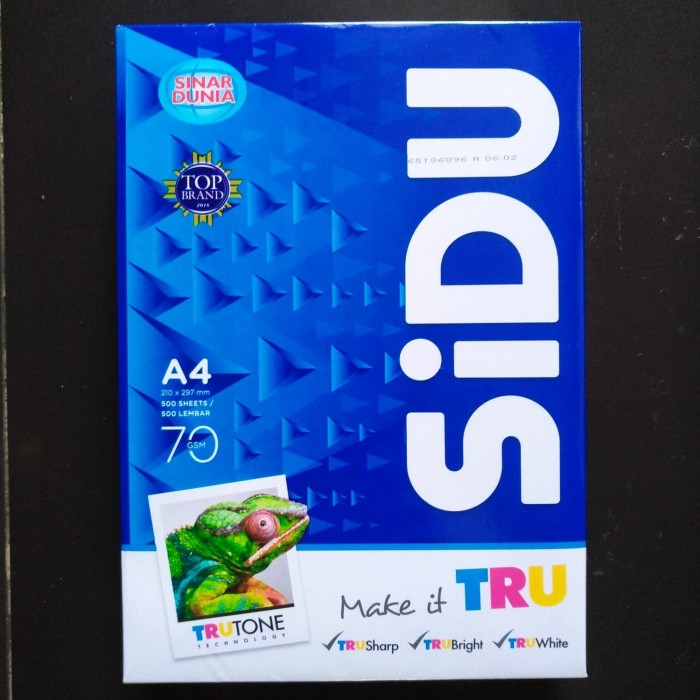 SINAR
DUNIA
TOP
BRAND
2018
SiDU
65186096 A 06:02
A4
210 x 297 mm
500 SHEETS /
500 LEMBAR
70
GSM
TRUTONE
TECHNOLOGY
Make it TRU
TRUSharp TRUBright TRUWhite